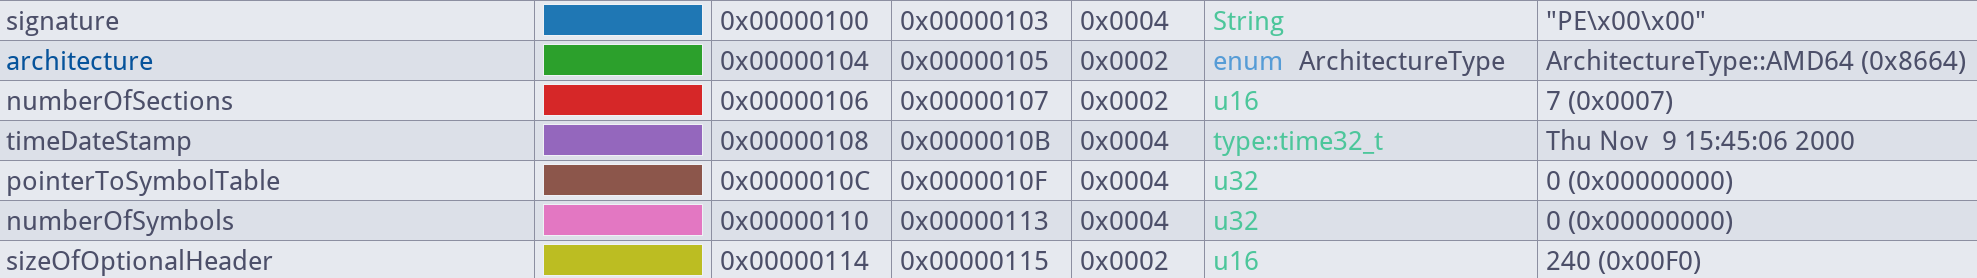 signature 0x00000100 0x00000103 0x0004 String "PE\x00\x00"
architecture 0x00000104 0x00000105 0x0002 enum ArchitectureType ArchitectureType::AMD64 (0x8664)
numberOfSections 0x00000106 0x00000107 0x0002 u16 7 (0x0007)
timeDateStamp 0x00000108 0x0000010B 0x0004 type::time32_t Thu Nov  9 15:45:06 2000
pointerToSymbolTable 0x0000010C 0x0000010F 0x0004 u32 0 (0x00000000)
numberOfSymbols 0x00000110 0x00000113 0x0004 u32 0 (0x00000000)
sizeOfOptionalHeader 0x00000114 0x00000115 0x0002 u16 240 (0x00F0)